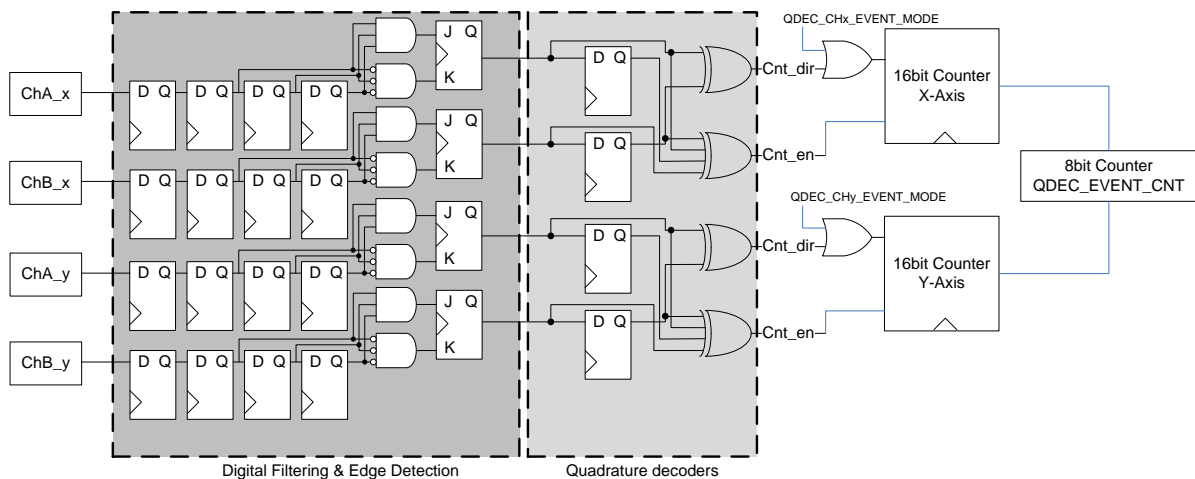 QDEC_CHx_EVENT_MODE
J Q
K
ChA_x
D Q D Q D Q D Q
D Q
Cnt_dir
16bit Counter
X-Axis
J Q
K
ChB_x
D Q D Q D Q D Q
D Q
Cnt_en
8bit Counter
QDEC_EVENT_CNT
QDEC_CHy_EVENT_MODE
J Q
K
ChA_y
D Q D Q D Q D Q
D Q
Cnt_dir
16bit Counter
Y-Axis
J Q
K
ChB_y
D Q D Q D Q D Q
D Q
Cnt_en
Digital Filtering & Edge Detection
Quadrature decoders